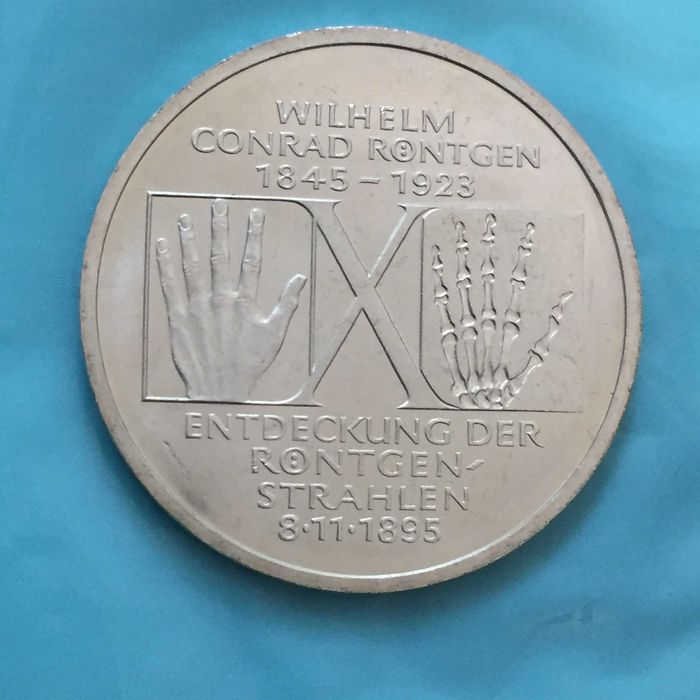 WILHELM
CONRAD RÖNTGEN
1845 – 1923
X
ENTDECKUNG DER
RÖNTGEN-
STRAHLEN
8·11·1895